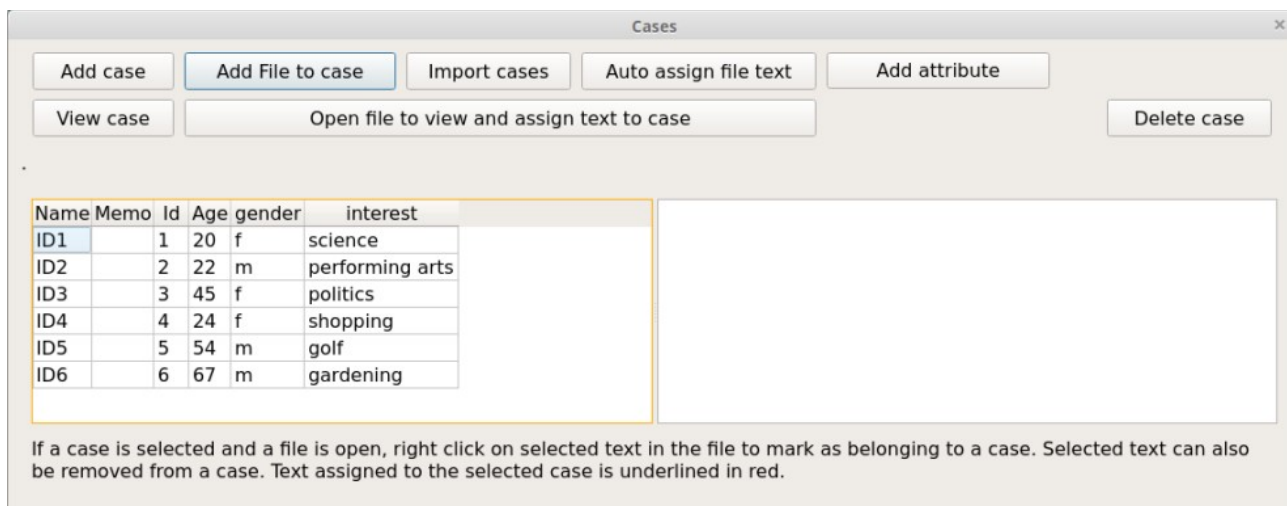 Cases
Add case Add File to case Import cases Auto assign file text Add attribute
View case Open file to view and assign text to case Delete case
.
Name Memo Id Age gender interest
ID1 1 20 f science
ID2 2 22 m performing arts
ID3 3 45 f politics
ID4 4 24 f shopping
ID5 5 54 m golf
ID6 6 67 m gardening
If a case is selected and a file is open, right click on selected text in the file to mark as belonging to a case. Selected text can also
be removed from a case. Text assigned to the selected case is underlined in red.